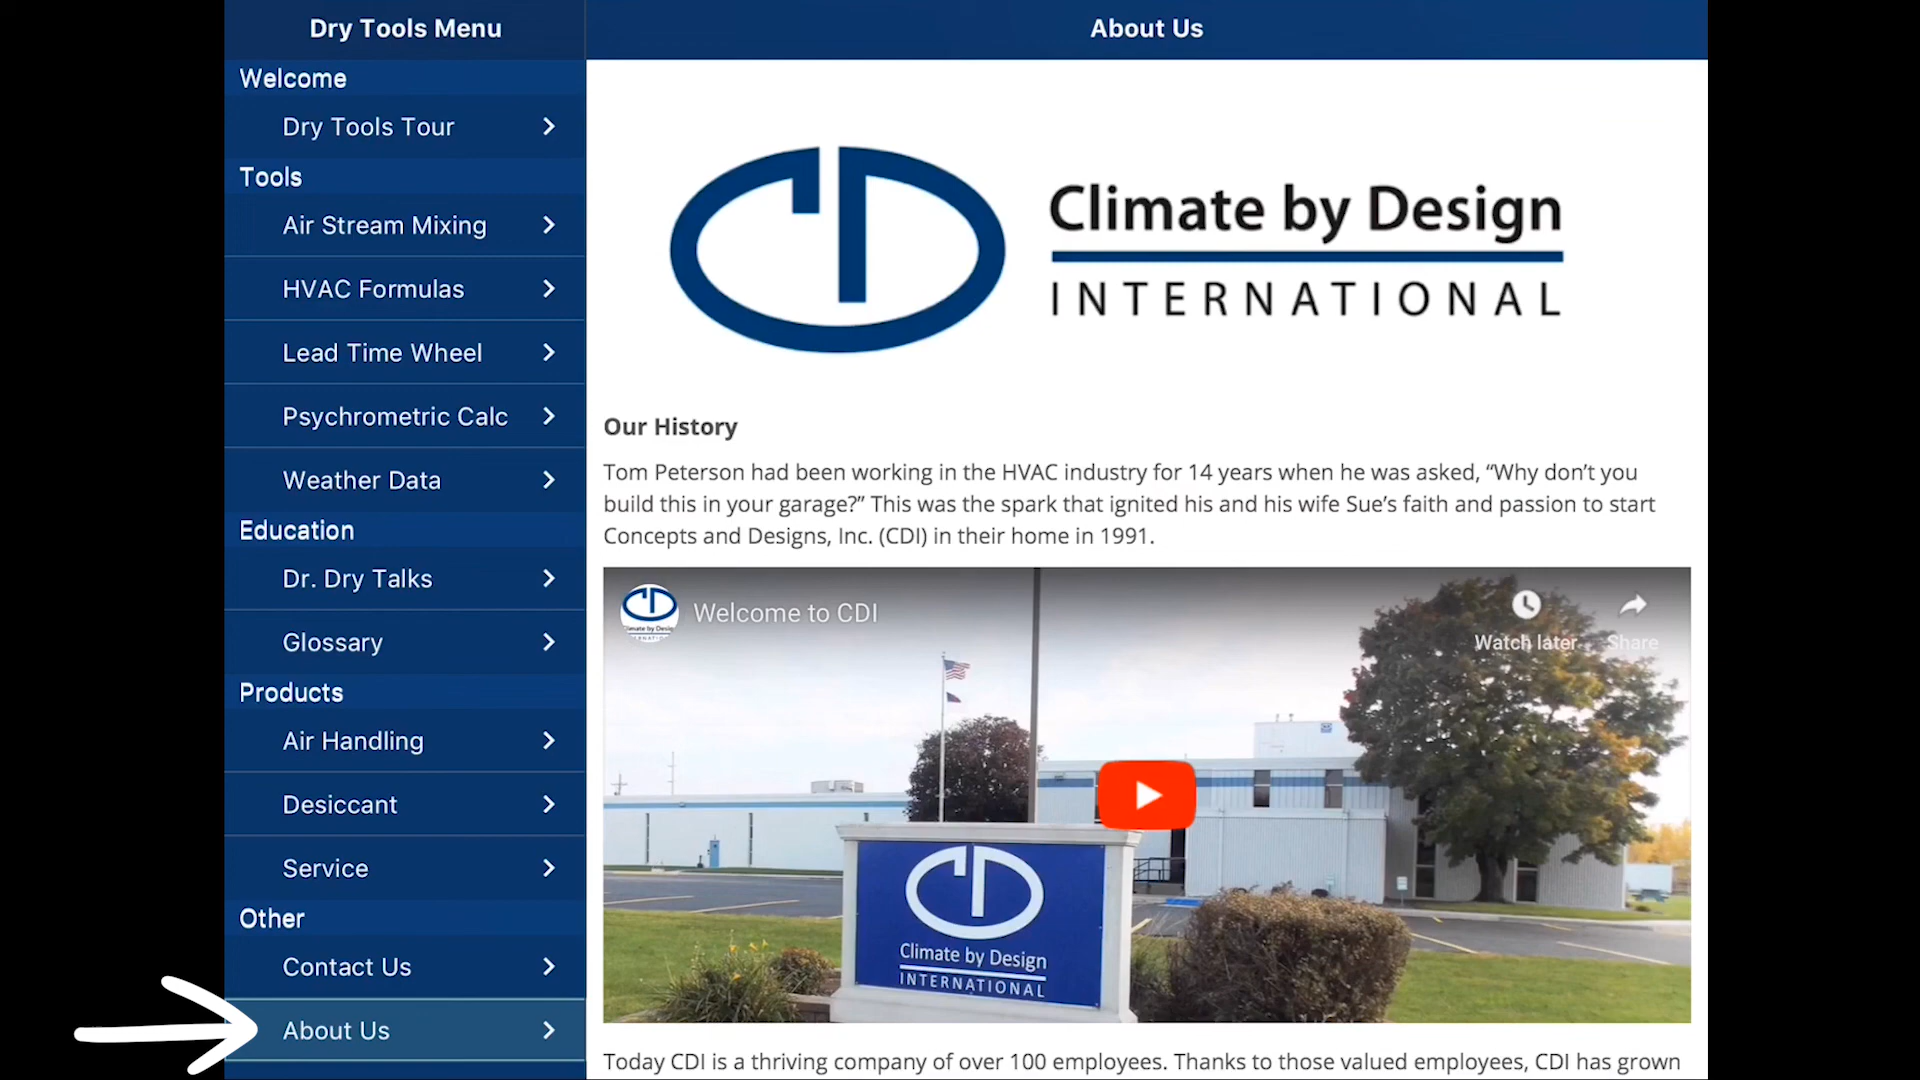 Dry Tools Menu
About Us
Welcome
Dry Tools Tour
Tools
Air Stream Mixing
HVAC Formulas
Lead Time Wheel
Psychrometric Calc
Weather Data
Education
Dr. Dry Talks
Glossary
Products
Air Handling
Desiccant
Service
Other
Contact Us
About Us
Climate by Design
INTERNATIONAL
Our History
Tom Peterson had been working in the HVAC industry for 14 years when he was asked, “Why don’t you
build this in your garage?” This was the spark that ignited his and his wife Sue’s faith and passion to start
Concepts and Designs, Inc. (CDI) in their home in 1991.
Welcome to CDI
Watch later
Share
Climate by Design
INTERNATIONAL
Today CDI is a thriving company of over 100 employees. Thanks to those valued employees, CDI has grown